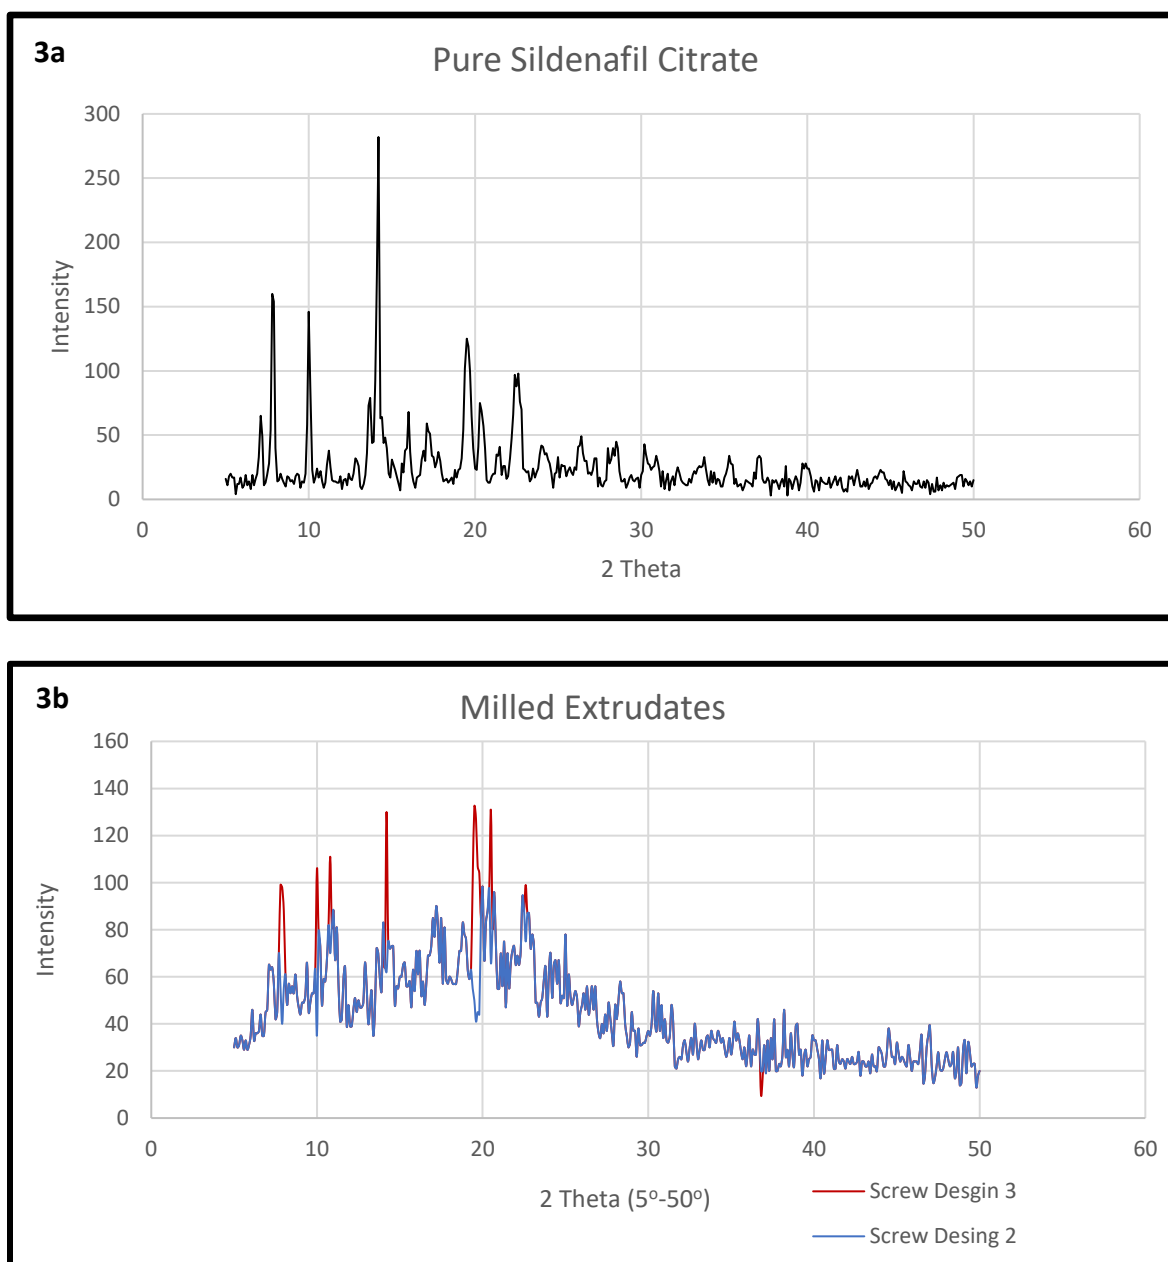 3a
Pure Sildenafil Citrate
300
250
200
150
100
50
0
Intensity
0 10 20 30 40 50 60
2 Theta
3b
Milled Extrudates
160
140
120
100
80
60
40
20
0
Intensity
0 10 20 30 40 50 60
2 Theta (5º-50º)
Screw Desgin 3
Screw Desing 2